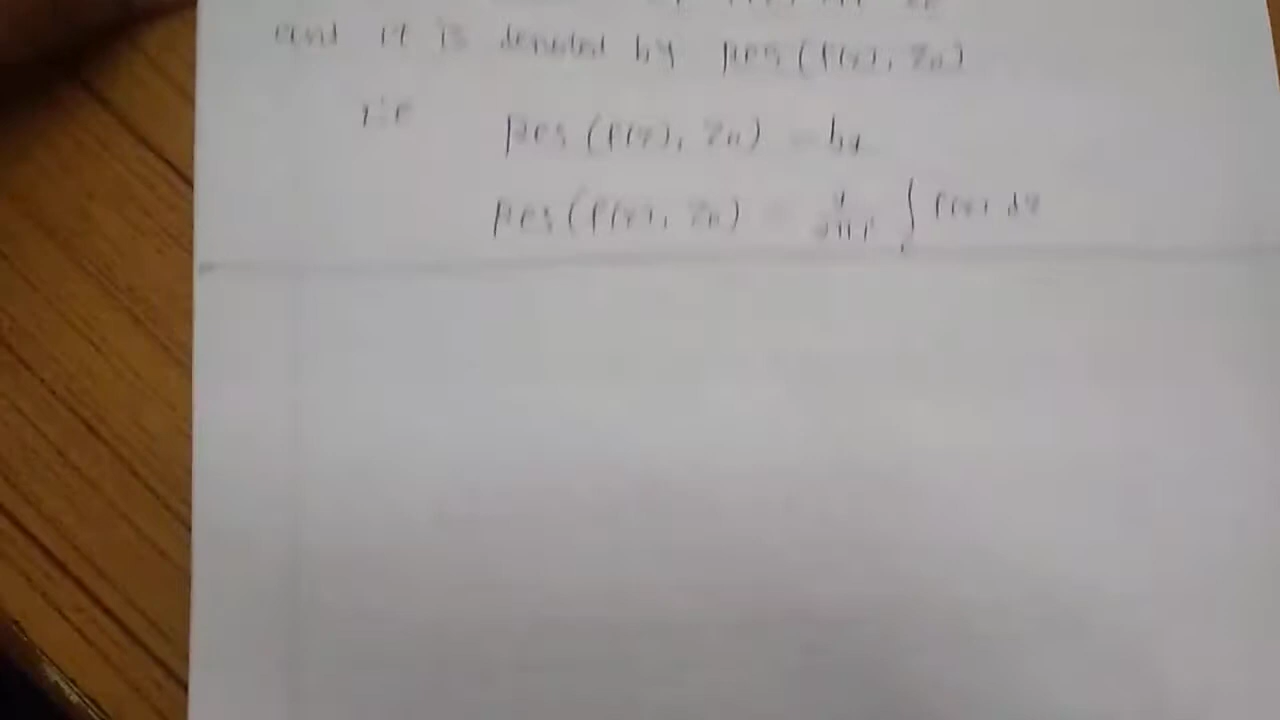 and it is denoted by Res(f(z), z₀)
i.e
Res(f(z), z₀) = b₁
Res(f(z), z₀) = 1/2πi ∫ f(z) dz